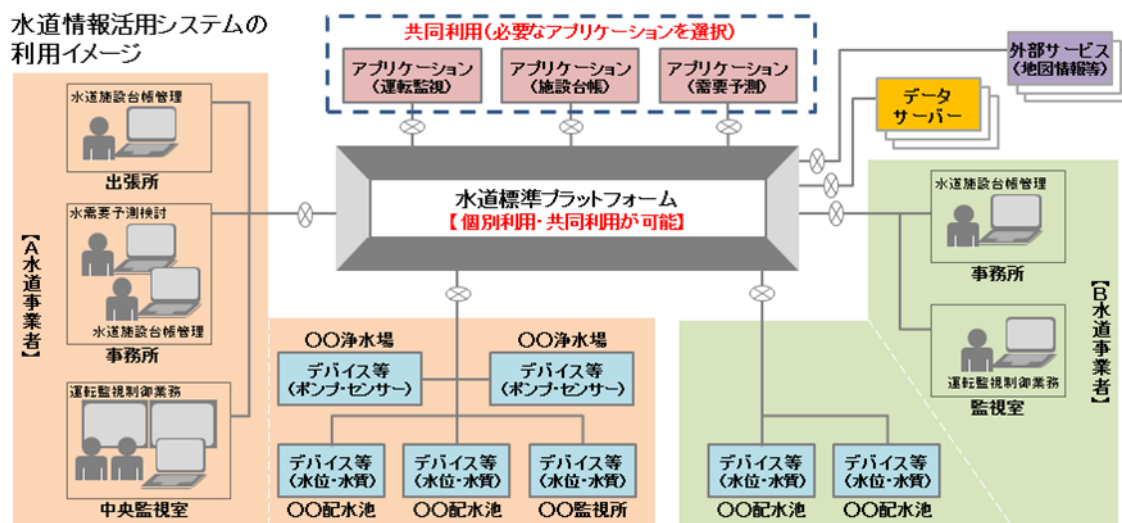 水道情報活用システムの
利用イメージ
共同利用(必要なアプリケーションを選択)
アプリケーション
(運転監視)
アプリケーション
(施設台帳)
アプリケーション
(需要予測)
外部サービス
(地図情報等)
データ
サーバー
水道標準プラットフォーム
【個別利用・共同利用が可能】
【A水道事業者】
水道施設台帳管理
出張所
水需要予測検討
水道施設台帳管理
事務所
運転監視制御業務
中央監視室
〇〇浄水場
デバイス等
(ポンプ・センサー)
〇〇浄水場
デバイス等
(ポンプ・センサー)
デバイス等
(水位・水質)
〇〇配水池
デバイス等
(水位・水質)
〇〇配水池
デバイス等
(水位・水質)
〇〇監視所
デバイス等
(水位・水質)
〇〇配水池
デバイス等
(水位・水質)
〇〇配水池
水道施設台帳管理
事務所
運転監視制御業務
監視室
【B水道事業者】